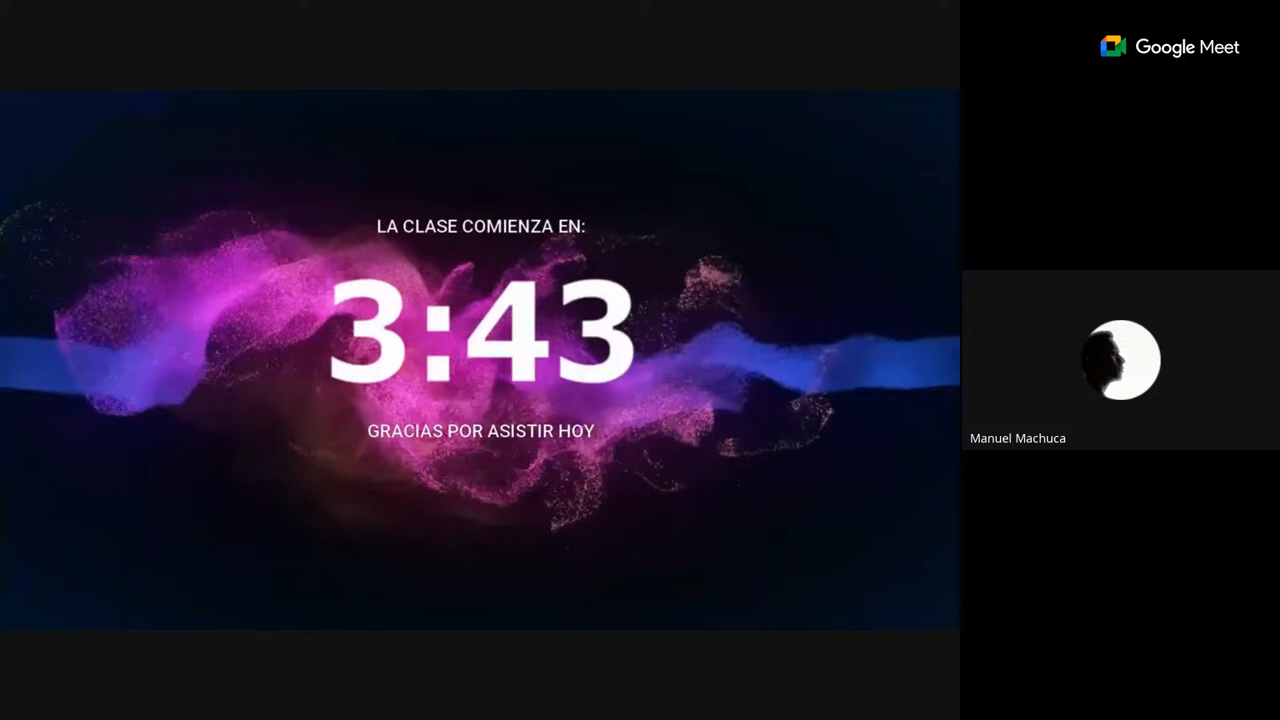 Google Meet
LA CLASE COMIENZA EN:
3:43
GRACIAS POR ASISTIR HOY
Manuel Machuca